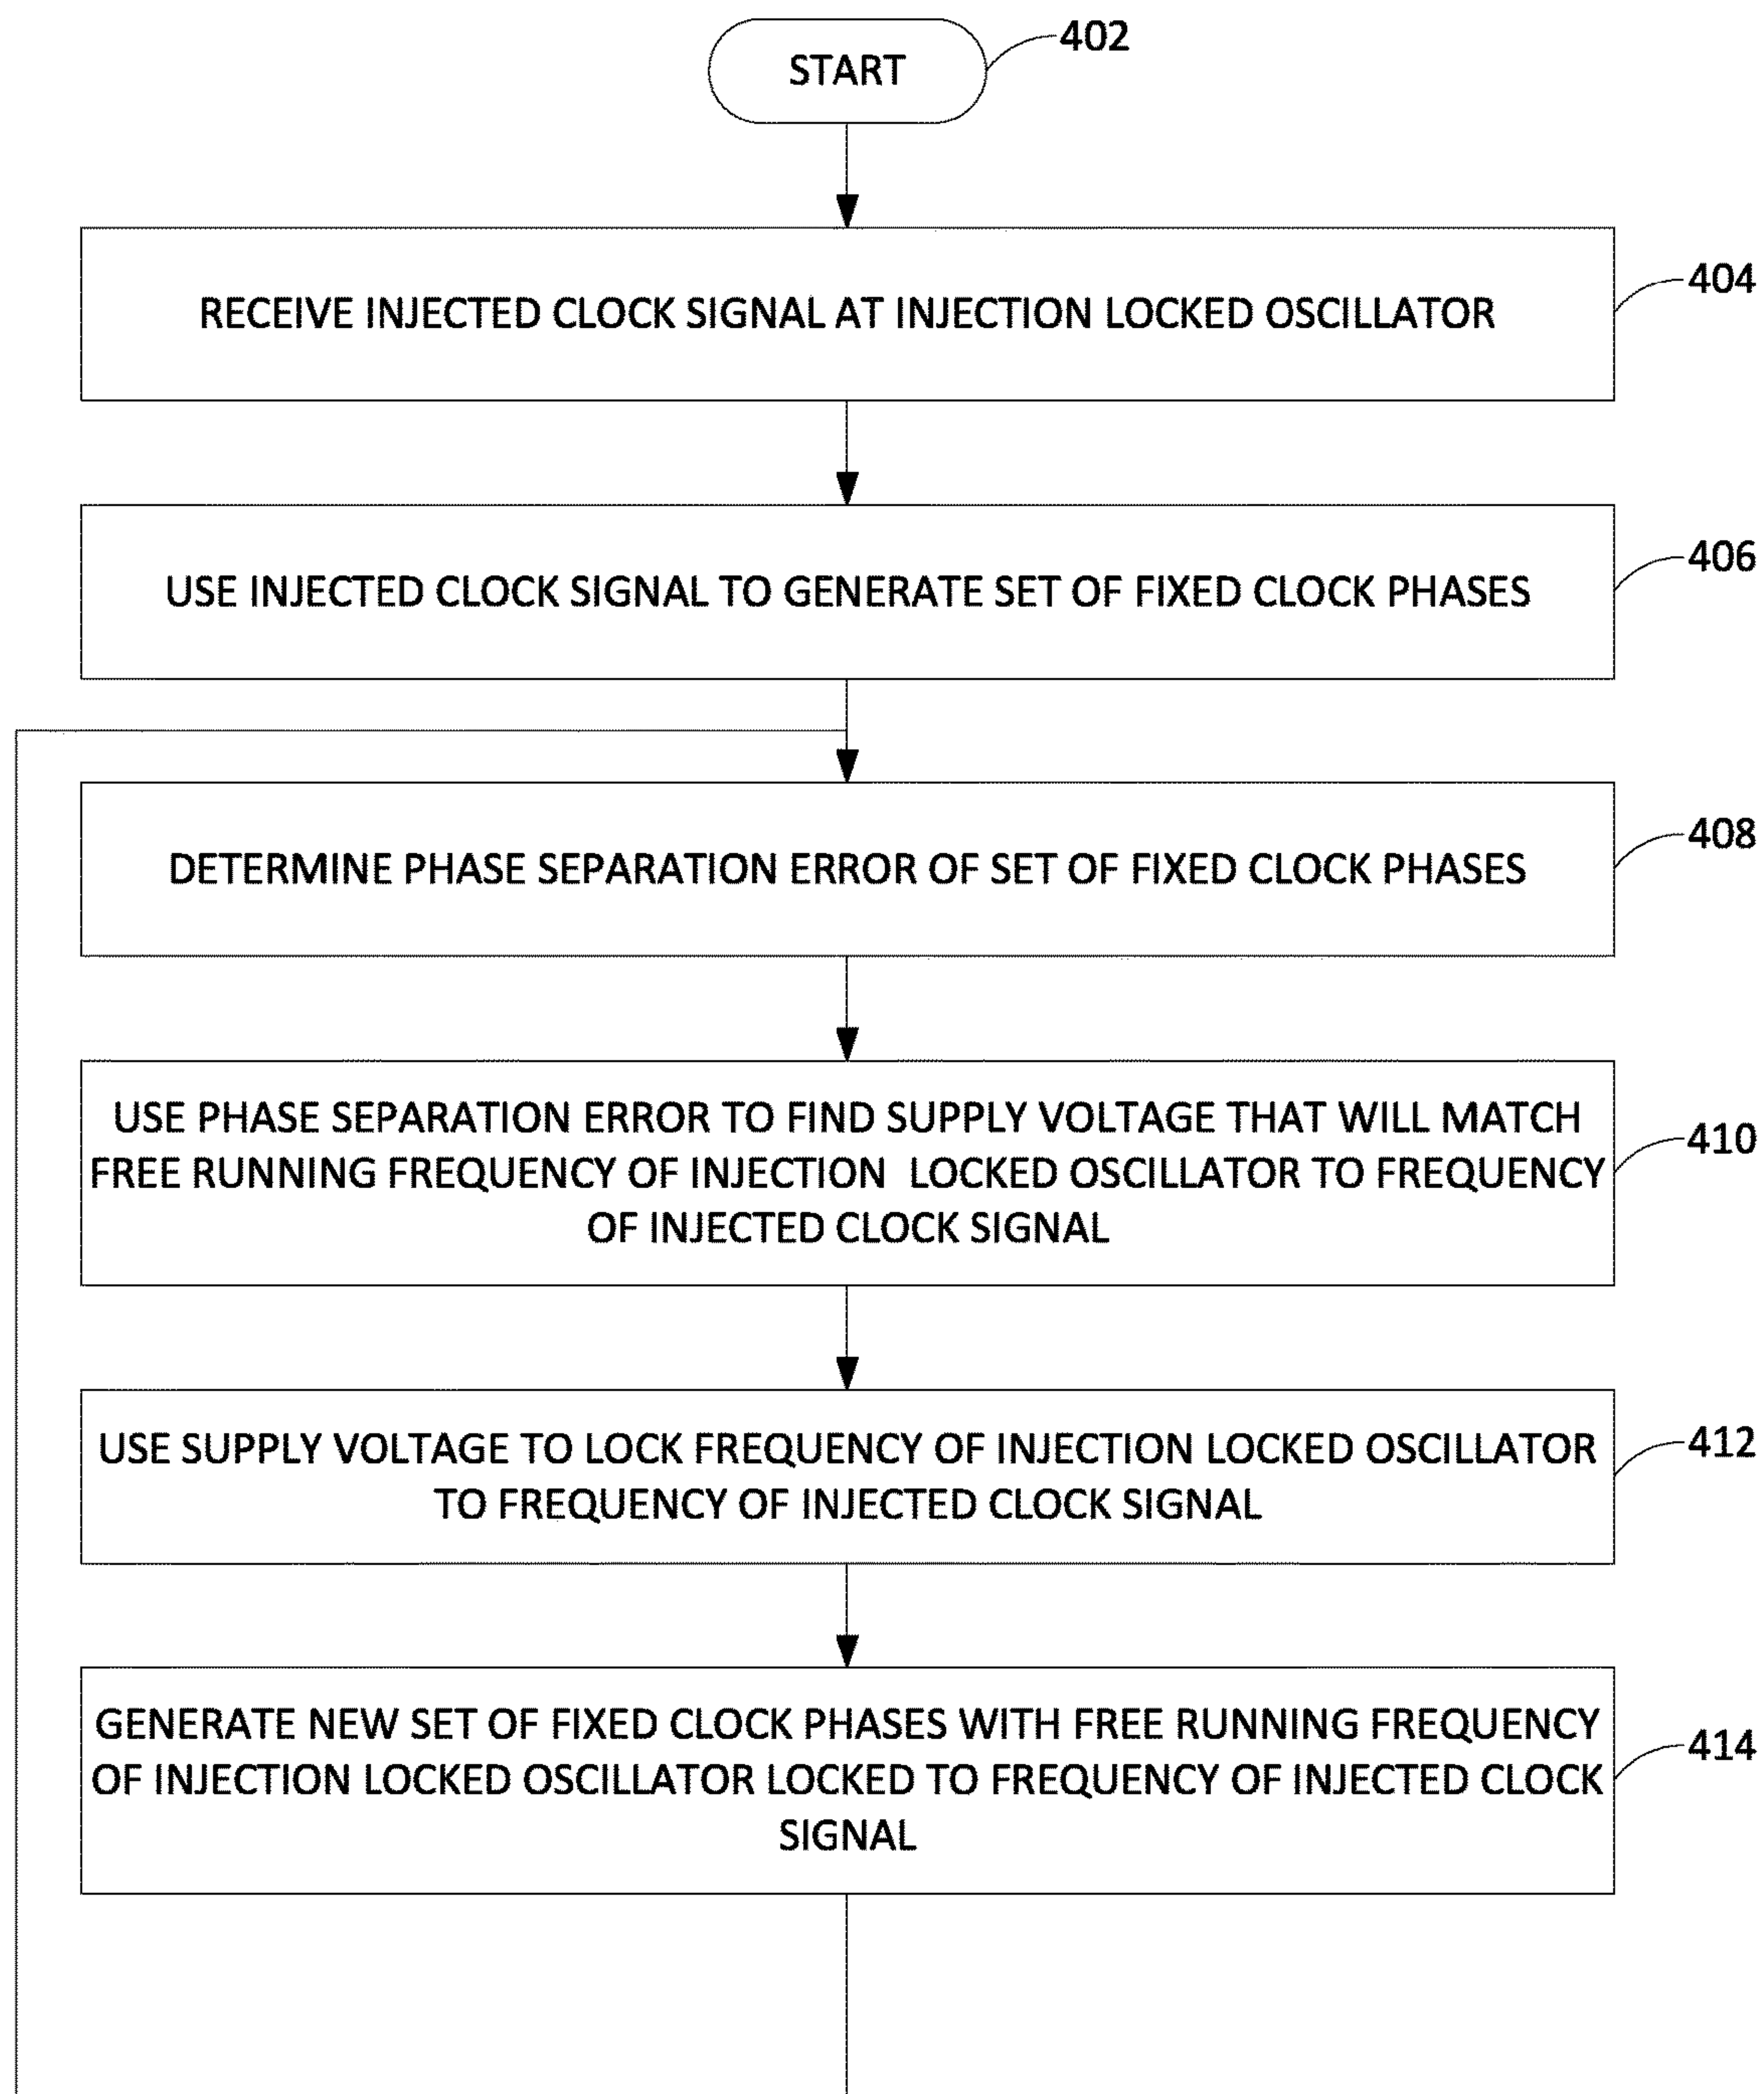 START
402
RECEIVE INJECTED CLOCK SIGNAL AT INJECTION LOCKED OSCILLATOR
404
USE INJECTED CLOCK SIGNAL TO GENERATE SET OF FIXED CLOCK PHASES
406
DETERMINE PHASE SEPARATION ERROR OF SET OF FIXED CLOCK PHASES
408
USE PHASE SEPARATION ERROR TO FIND SUPPLY VOLTAGE THAT WILL MATCH
FREE RUNNING FREQUENCY OF INJECTION LOCKED OSCILLATOR TO FREQUENCY
OF INJECTED CLOCK SIGNAL
410
USE SUPPLY VOLTAGE TO LOCK FREQUENCY OF INJECTION LOCKED OSCILLATOR
TO FREQUENCY OF INJECTED CLOCK SIGNAL
412
GENERATE NEW SET OF FIXED CLOCK PHASES WITH FREE RUNNING FREQUENCY
OF INJECTION LOCKED OSCILLATOR LOCKED TO FREQUENCY OF INJECTED CLOCK
SIGNAL
414